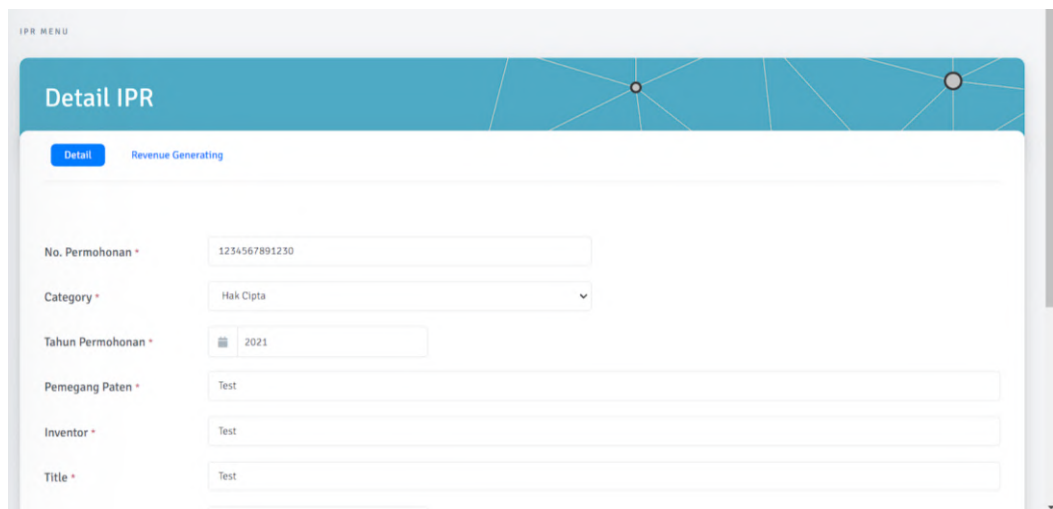 IPR MENU
Detail IPR
Detail Revenue Generating
No. Permohonan * 1234567891230
Category * Hak Cipta
Tahun Permohonan * 2021
Pemegang Paten * Test
Inventor * Test
Title * Test